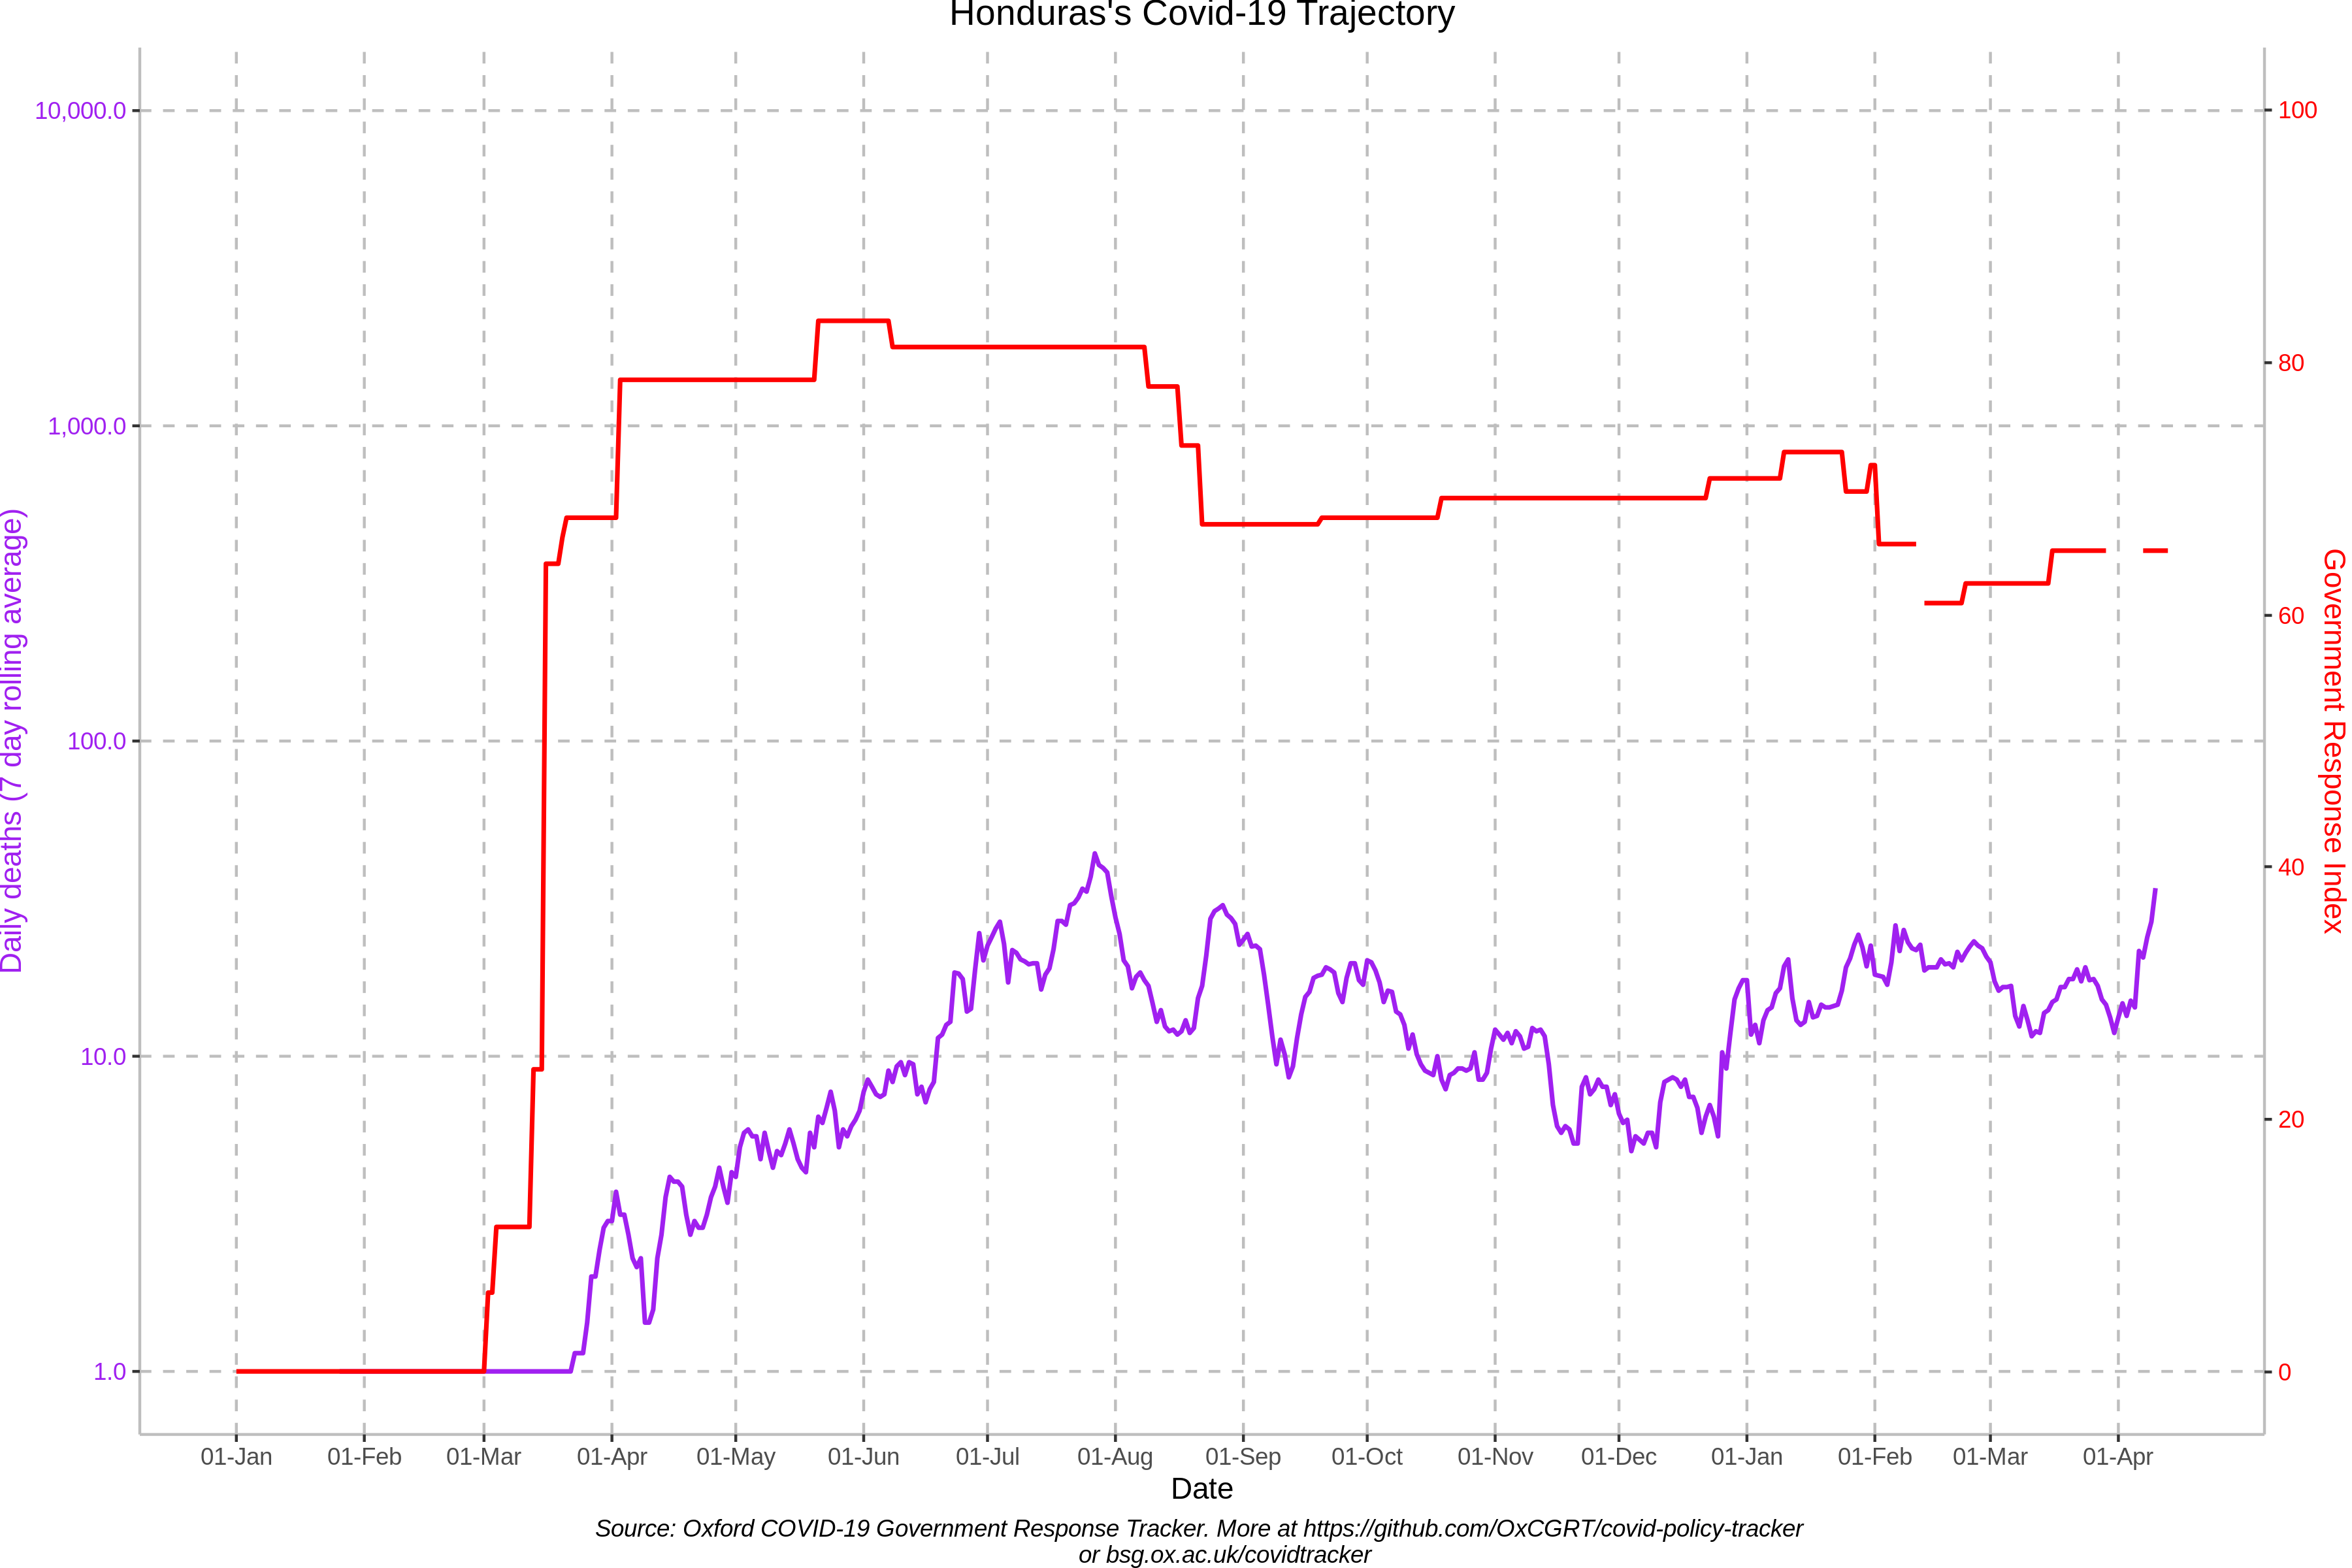 Honduras's Covid-19 Trajectory
10,000.0
1,000.0
100.0
10.0
1.0
Daily deaths (7 day rolling average)
100
80
60
40
20
0
Government Response Index
01-Jan 01-Feb 01-Mar 01-Apr 01-May 01-Jun 01-Jul 01-Aug 01-Sep 01-Oct 01-Nov 01-Dec 01-Jan 01-Feb 01-Mar 01-Apr
Date
Source: Oxford COVID-19 Government Response Tracker. More at https://github.com/OxCGRT/covid-policy-tracker
or bsg.ox.ac.uk/covidtracker